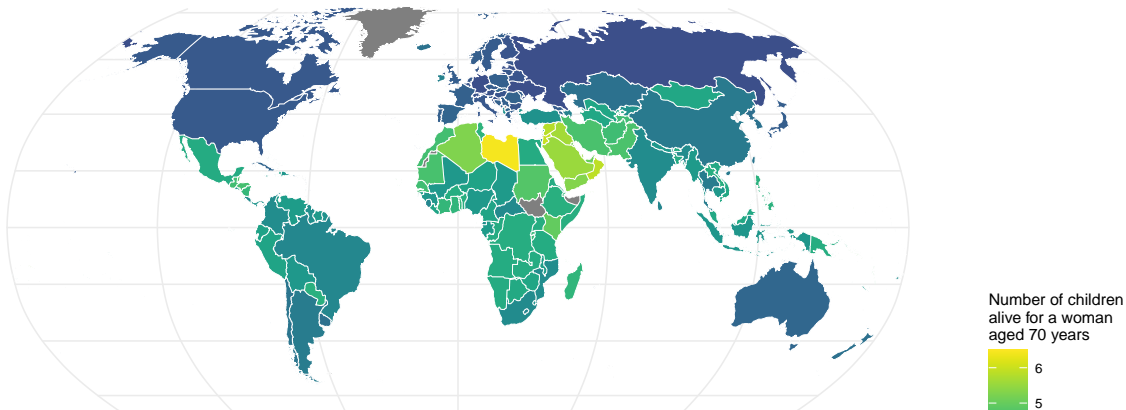 Number of children
alive for a woman
aged 70 years
6
5